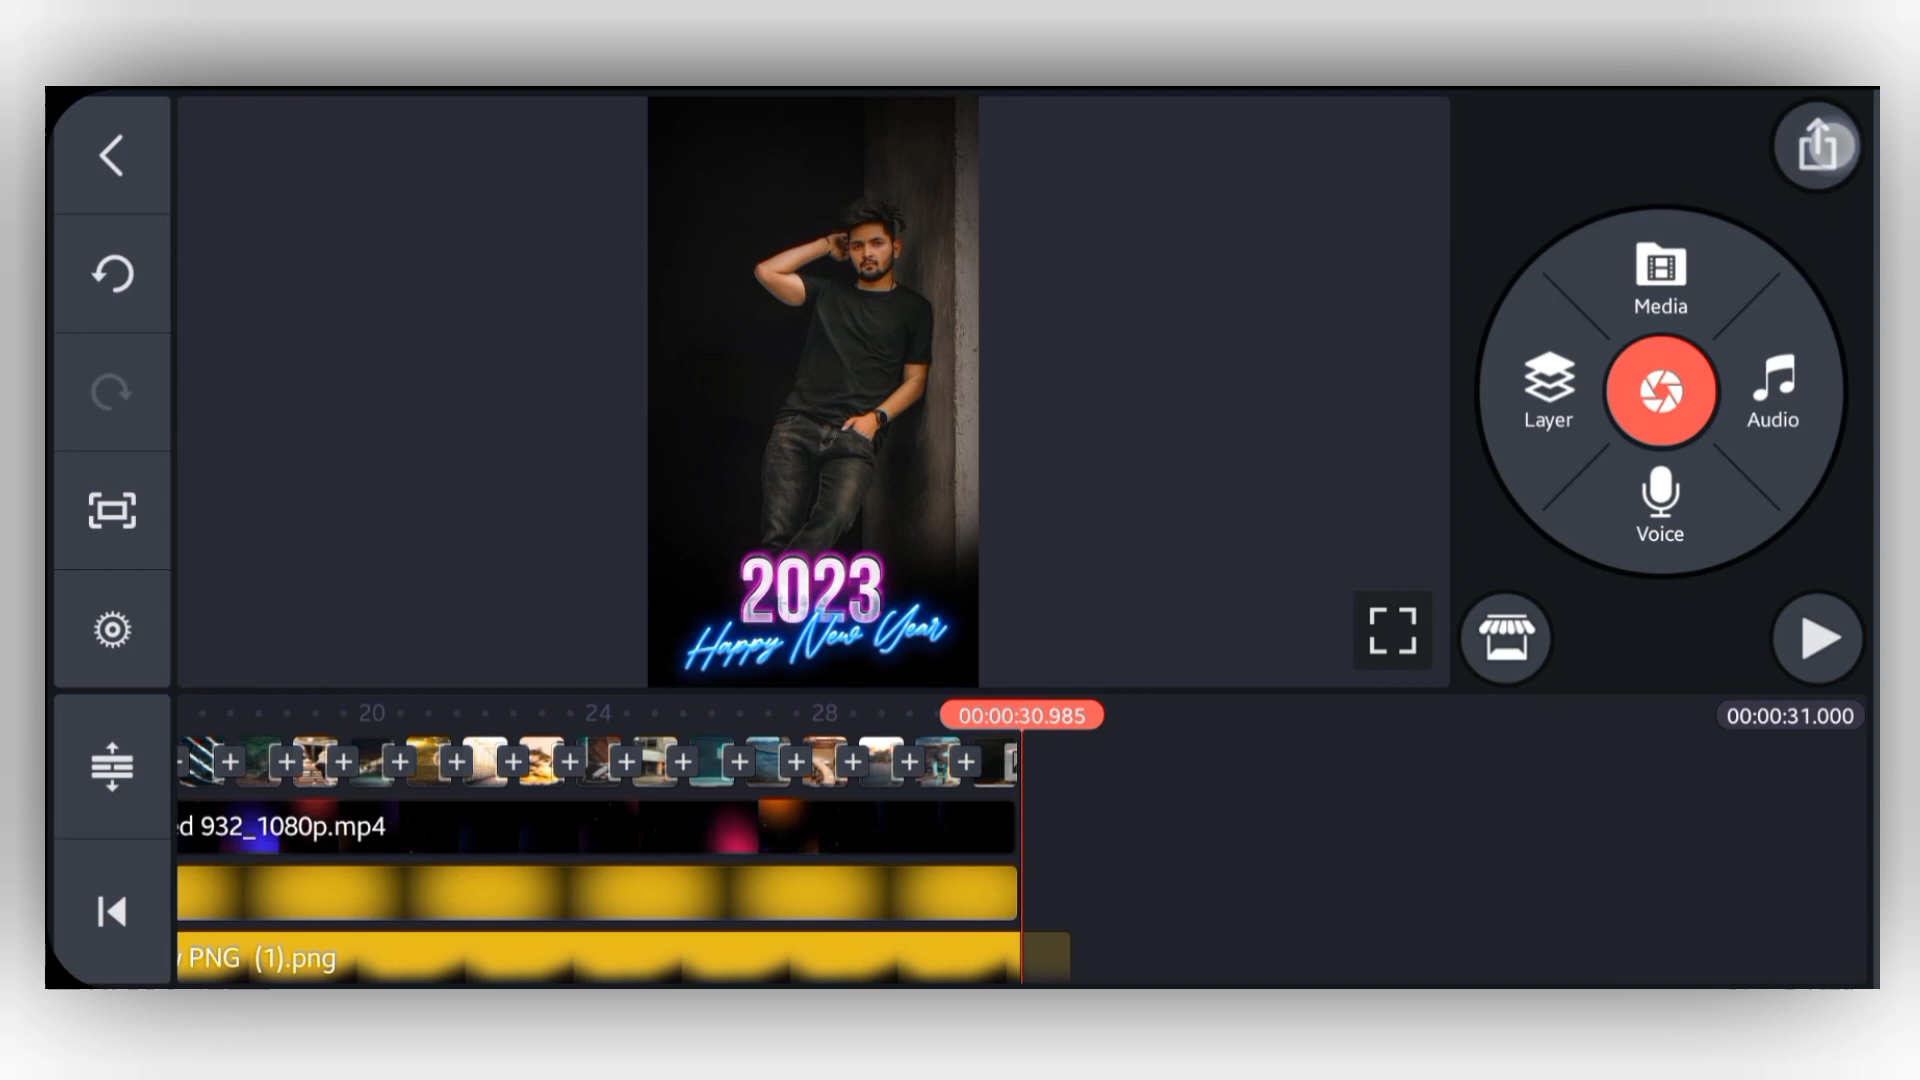 Media
Layer
Audio
Voice
2023
Happy New Year
20
24
28
00:00:30.985
00:00:31.000
ed 932_1080p.mp4
PNG (1).png